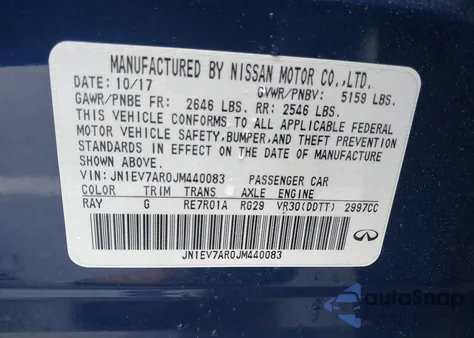 MANUFACTURED BY NISSAN MOTOR CO.,LTD.
DATE: 10/17 GVWR/PNBV: 5159 LBS.
GAWR/PNBE FR: 2646 LBS. RR: 2546 LBS.
THIS VEHICLE CONFORMS TO ALL APPLICABLE FEDERAL
MOTOR VEHICLE SAFETY,BUMPER,AND THEFT PREVENTION
STANDARDS IN EFFECT ON THE DATE OF MANUFACTURE
SHOWN ABOVE.
VIN: JN1EV7AR0JM440083 PASSENGER CAR
COLOR TRIM TRANS AXLE ENGINE
RAY G RE7R01A RG29 VR30(DDTT) 2997CC
JN1EV7AR0JM440083
AutoSnap